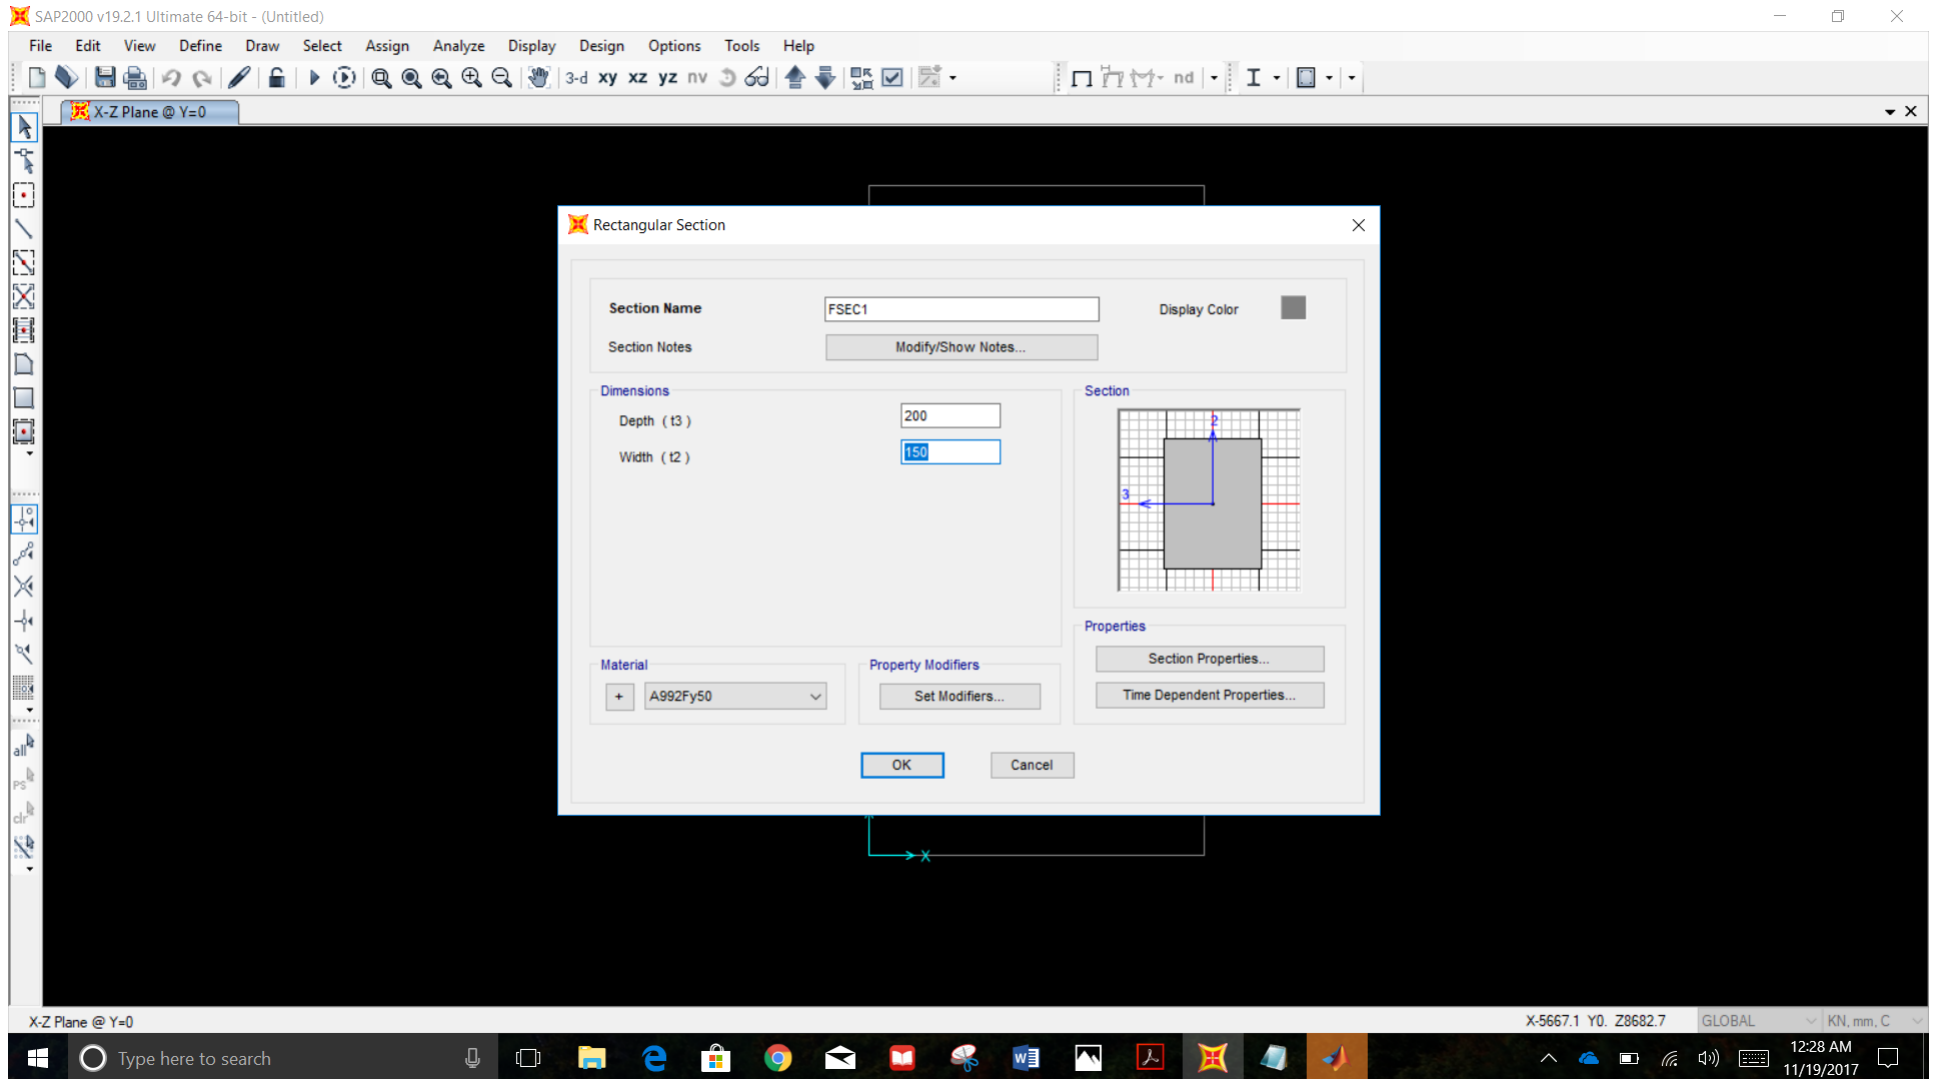 SAP2000 v19.2.1 Ultimate 64-bit - (Untitled)
File Edit View Define Draw Select Assign Analyze Display Design Options Tools Help
3-d xy xz yz nv nd
X-Z Plane @ Y=0
Rectangular Section
Section Name FSEC1 Display Color
Section Notes Modify/Show Notes...
Dimensions
Depth ( t3 ) 200
Width ( t2 ) 150
Section
2
3
Properties
Section Properties...
Time Dependent Properties...
Material
+ A992Fy50
Property Modifiers
Set Modifiers...
OK Cancel
all
PS
clr
X
X-Z Plane @ Y=0 X-5667.1 Y0. Z8682.7 GLOBAL KN, mm, C
Type here to search
12:28 AM
11/19/2017